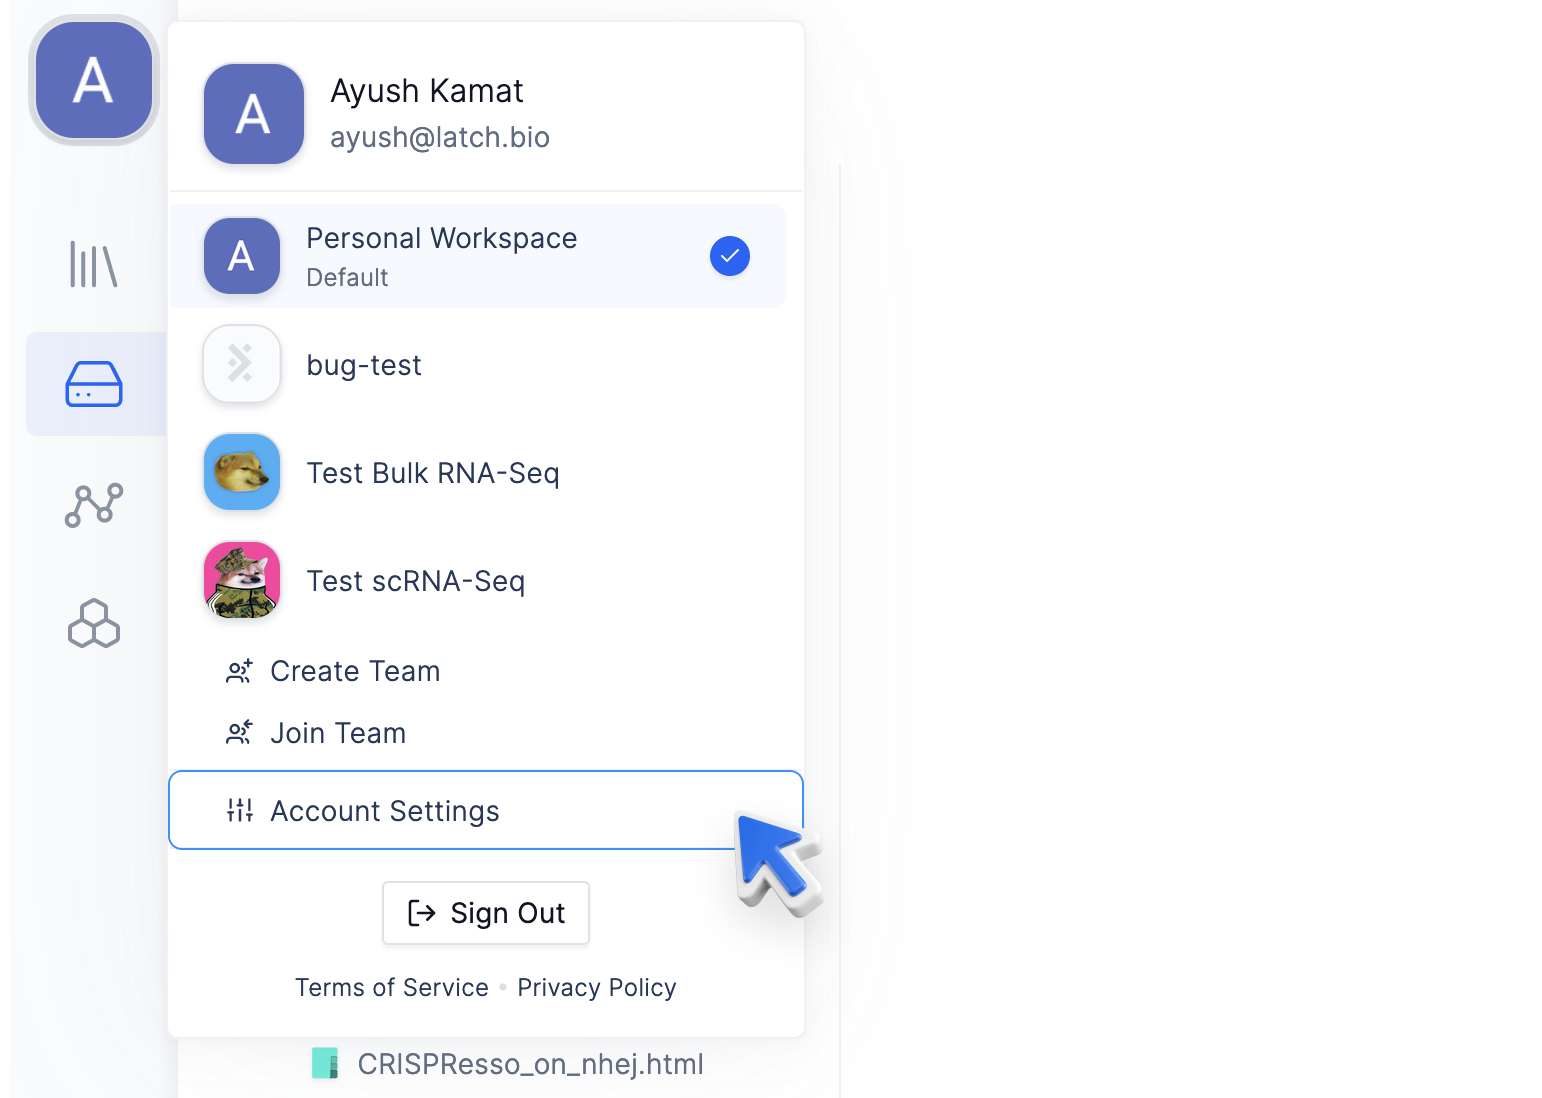 A
A
Ayush Kamat
ayush@latch.bio
A
Personal Workspace
Default
bug-test
Test Bulk RNA-Seq
Test scRNA-Seq
Create Team
Join Team
Account Settings
Sign Out
Terms of Service • Privacy Policy
CRISPResso_on_nhej.html